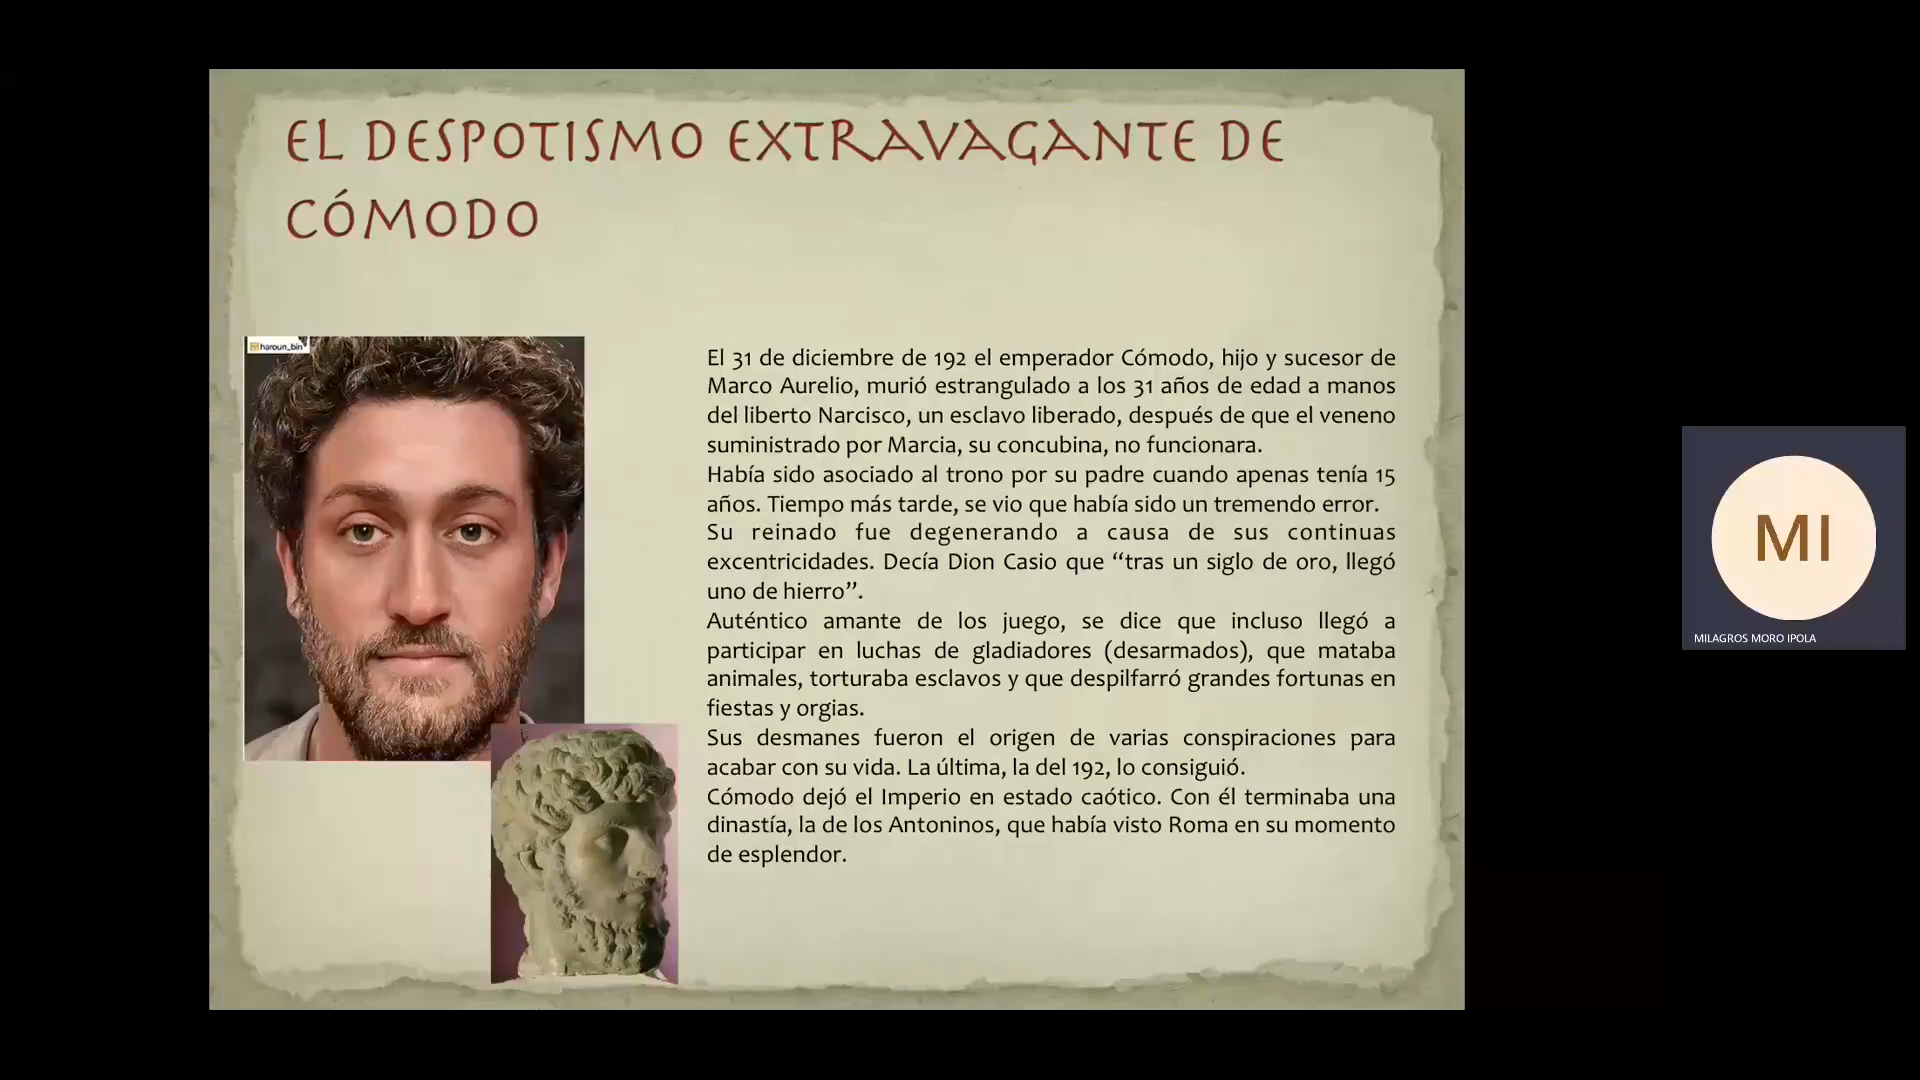 EL DESPOTISMO EXTRAVAGANTE DE
CÓMODO
haroun_bin
El 31 de diciembre de 192 el emperador Cómodo, hijo y sucesor de
Marco Aurelio, murió estrangulado a los 31 años de edad a manos
del liberto Narcisco, un esclavo liberado, después de que el veneno
suministrado por Marcia, su concubina, no funcionara.
Había sido asociado al trono por su padre cuando apenas tenía 15
años. Tiempo más tarde, se vio que había sido un tremendo error.
Su reinado fue degenerando a causa de sus continuas
excentricidades. Decía Dion Casio que “tras un siglo de oro, llegó
uno de hierro”.
Auténtico amante de los juego, se dice que incluso llegó a
participar en luchas de gladiadores (desarmados), que mataba
animales, torturaba esclavos y que despilfarró grandes fortunas en
fiestas y orgias.
Sus desmanes fueron el origen de varias conspiraciones para
acabar con su vida. La última, la del 192, lo consiguió.
Cómodo dejó el Imperio en estado caótico. Con él terminaba una
dinastía, la de los Antoninos, que había visto Roma en su momento
de esplendor.
MI
MILAGROS MORO IPOLA